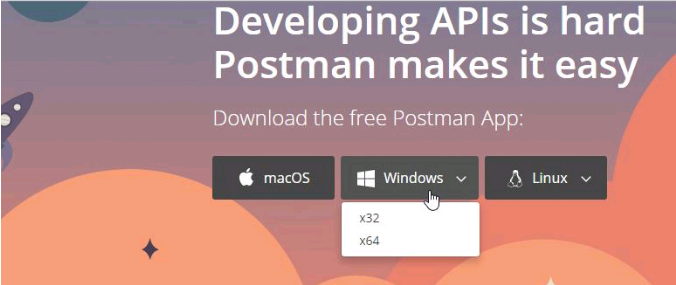 Developing APIs is hard
Postman makes it easy
Download the free Postman App:
macOS Windows Linux
x32
x64